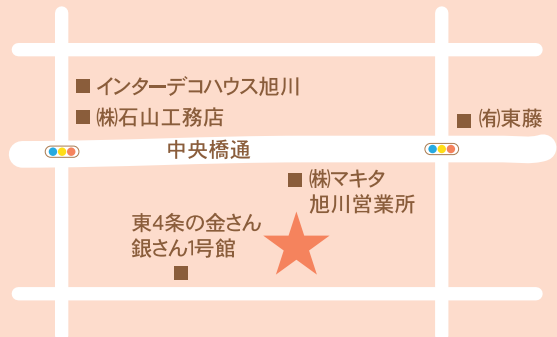 インターデコハウス旭川
㈱石山工務店
㈲東藤
中央橋通
㈱マキタ
旭川営業所
東4条の金さん
銀さん1号館